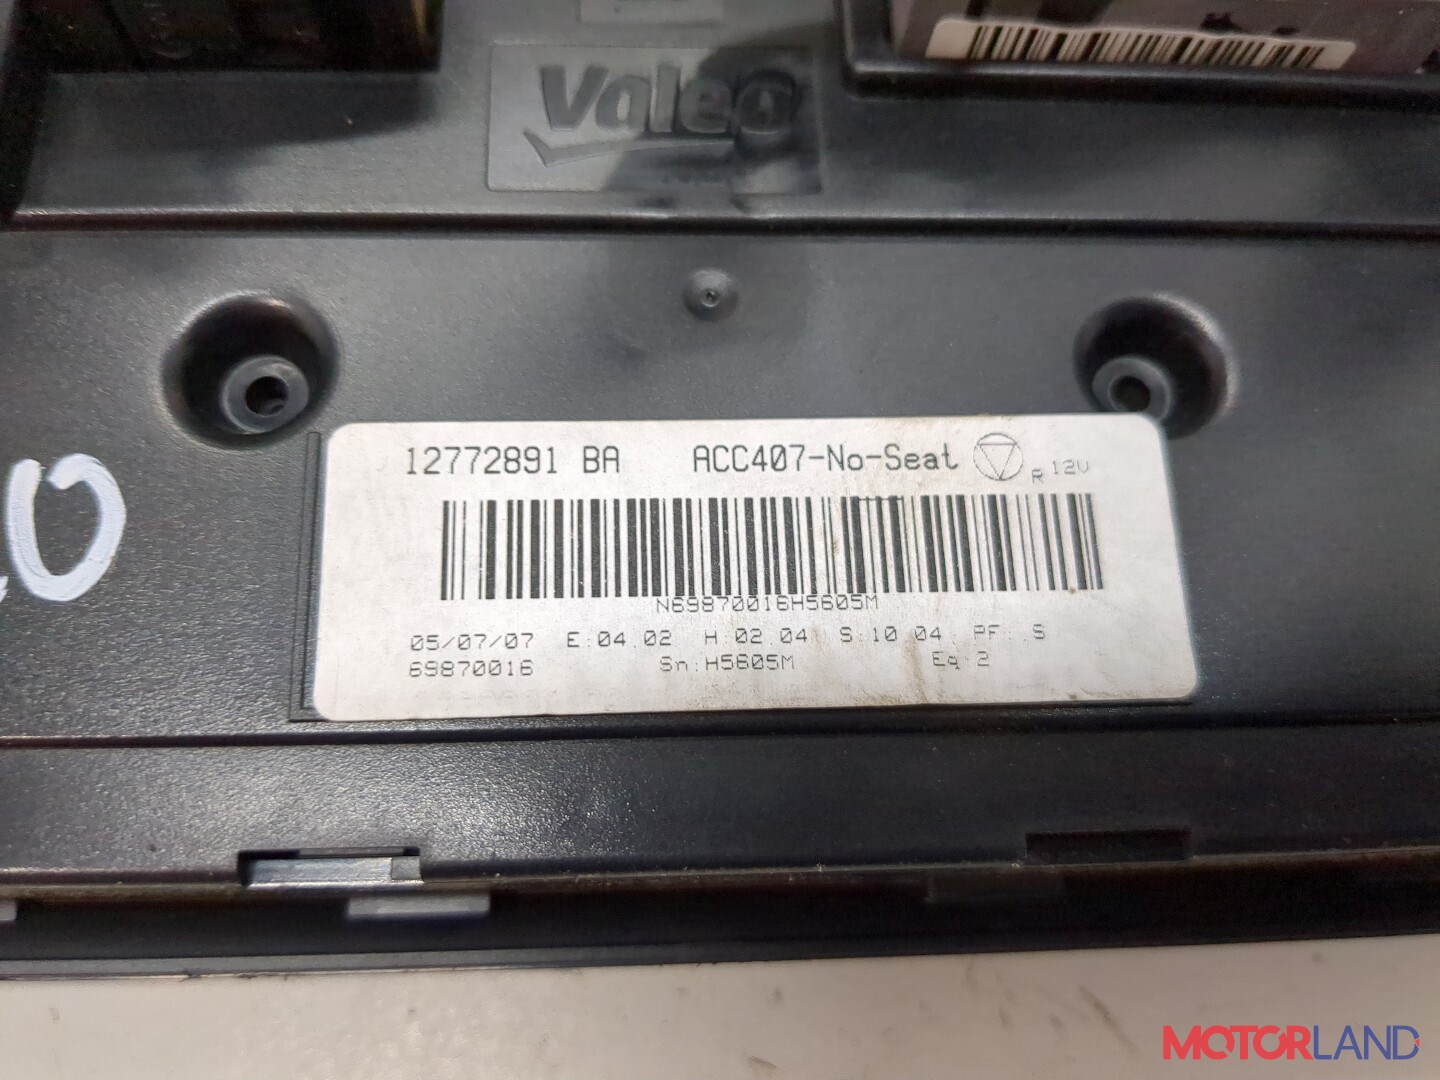 Valeo
12772891 BA ACC407-No-Seat R 12V
N69870016H5605M
05/07/07 E:04.02 H:02.04 S:10.04 PF: S
69870016 Sn:H5605M Eq:2
20
MOTORLAND